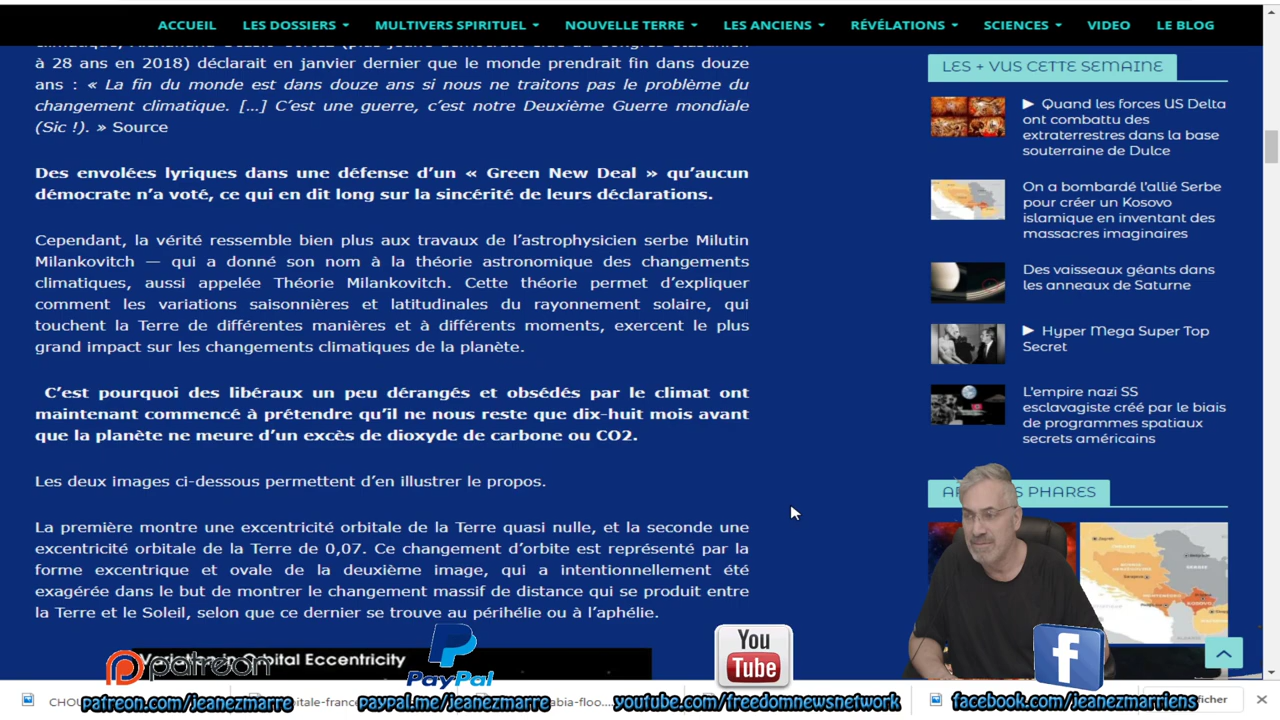 ACCUEIL LES DOSSIERS MULTIVERS SPIRITUEL NOUVELLE TERRE LES ANCIENS RÉVÉLATIONS SCIENCES VIDEO LE BLOG
à 28 ans en 2018) déclarait en janvier dernier que le monde prendrait fin dans douze
ans : « La fin du monde est dans douze ans si nous ne traitons pas le problème du
changement climatique. [...] C’est une guerre, c’est notre Deuxième Guerre mondiale
(Sic !). » Source
Des envolées lyriques dans une défense d’un « Green New Deal » qu’aucun
démocrate n’a voté, ce qui en dit long sur la sincérité de leurs déclarations.
Cependant, la vérité ressemble bien plus aux travaux de l’astrophysicien serbe Milutin
Milankovitch — qui a donné son nom à la théorie astronomique des changements
climatiques, aussi appelée Théorie Milankovitch. Cette théorie permet d’expliquer
comment les variations saisonnières et latitudinales du rayonnement solaire, qui
touchent la Terre de différentes manières et à différents moments, exercent le plus
grand impact sur les changements climatiques de la planète.
C’est pourquoi des libéraux un peu dérangés et obsédés par le climat ont
maintenant commencé à prétendre qu’il ne nous reste que dix-huit mois avant
que la planète ne meure d’un excès de dioxyde de carbone ou CO2.
Les deux images ci-dessous permettent d’en illustrer le propos.
La première montre une excentricité orbitale de la Terre quasi nulle, et la seconde une
excentricité orbitale de la Terre de 0,07. Ce changement d’orbite est représenté par la
forme excentrique et ovale de la deuxième image, qui a intentionnellement été
exagérée dans le but de montrer le changement massif de distance qui se produit entre
la Terre et le Soleil, selon que ce dernier se trouve au périhélie ou à l’aphélie.
Orbital Eccentricity
LES + VUS CETTE SEMAINE
► Quand les forces US Delta
ont combattu des
extraterrestres dans la base
souterraine de Dulce
On a bombardé l’allié Serbe
pour créer un Kosovo
islamique en inventant des
massacres imaginaires
Des vaisseaux géants dans
les anneaux de Saturne
► Hyper Mega Super Top
Secret
L’empire nazi SS
esclavagiste créé par le biais
de programmes spatiaux
secrets américains
PHARES
patreon
PayPal
You
Tube
f
patreon.com/jeanezmarre
paypal.me/jeanezmarre
youtube.com/freedomnewsnetwork
facebook.com/jeanezmarriens